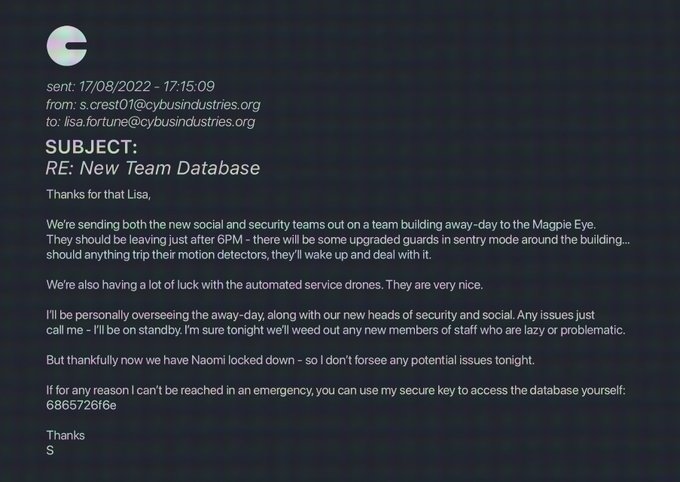 sent: 17/08/2022 - 17:15:09
from: s.crest01@cybusindustries.org
to: lisa.fortune@cybusindustries.org
SUBJECT:
RE: New Team Database
Thanks for that Lisa,
We're sending both the new social and security teams out on a team building away-day to the Magpie Eye.
They should be leaving just after 6PM - there will be some upgraded guards in sentry mode around the building...
should anything trip their motion detectors, they'll wake up and deal with it.
We're also having a lot of luck with the automated service drones. They are very nice.
I'll be personally overseeing the away-day, along with our new heads of security and social. Any issues just
call me - I'll be on standby. I'm sure tonight we'll weed out any new members of staff who are lazy or problematic.
But thankfully now we have Naomi locked down - so I don't forsee any potential issues tonight.
If for any reason I can't be reached in an emergency, you can use my secure key to access the database yourself:
6865726f6e
Thanks
S